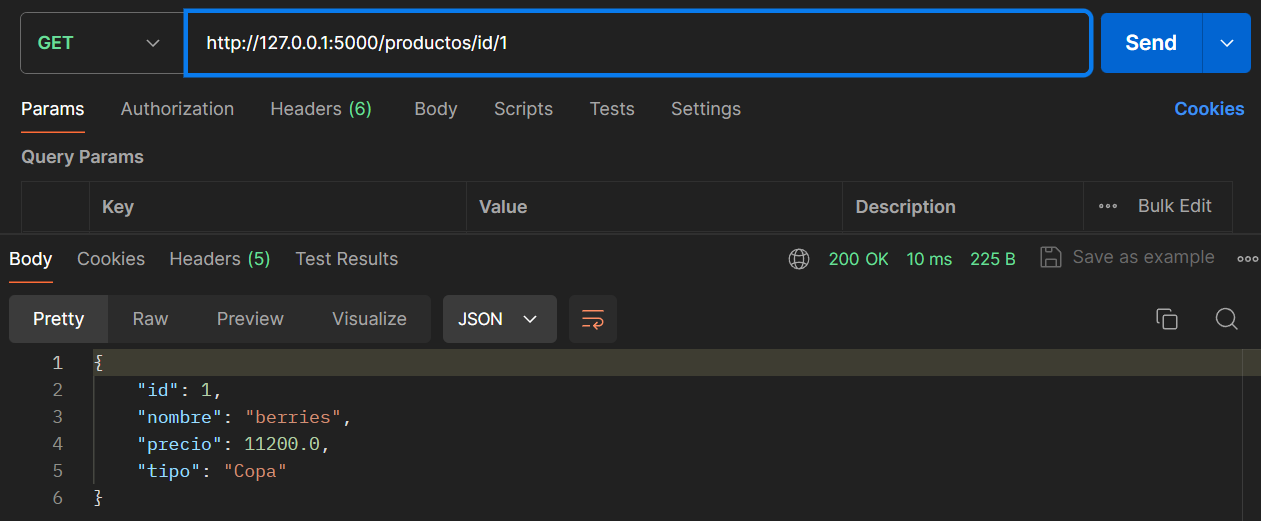 GET http://127.0.0.1:5000/productos/id/1 Send
Params Authorization Headers (6) Body Scripts Tests Settings Cookies
Query Params
Key Value Description Bulk Edit
Body Cookies Headers (5) Test Results 200 OK 10 ms 225 B Save as example
Pretty Raw Preview Visualize JSON
1 {
2 "id": 1,
3 "nombre": "berries",
4 "precio": 11200.0,
5 "tipo": "Copa"
6 }